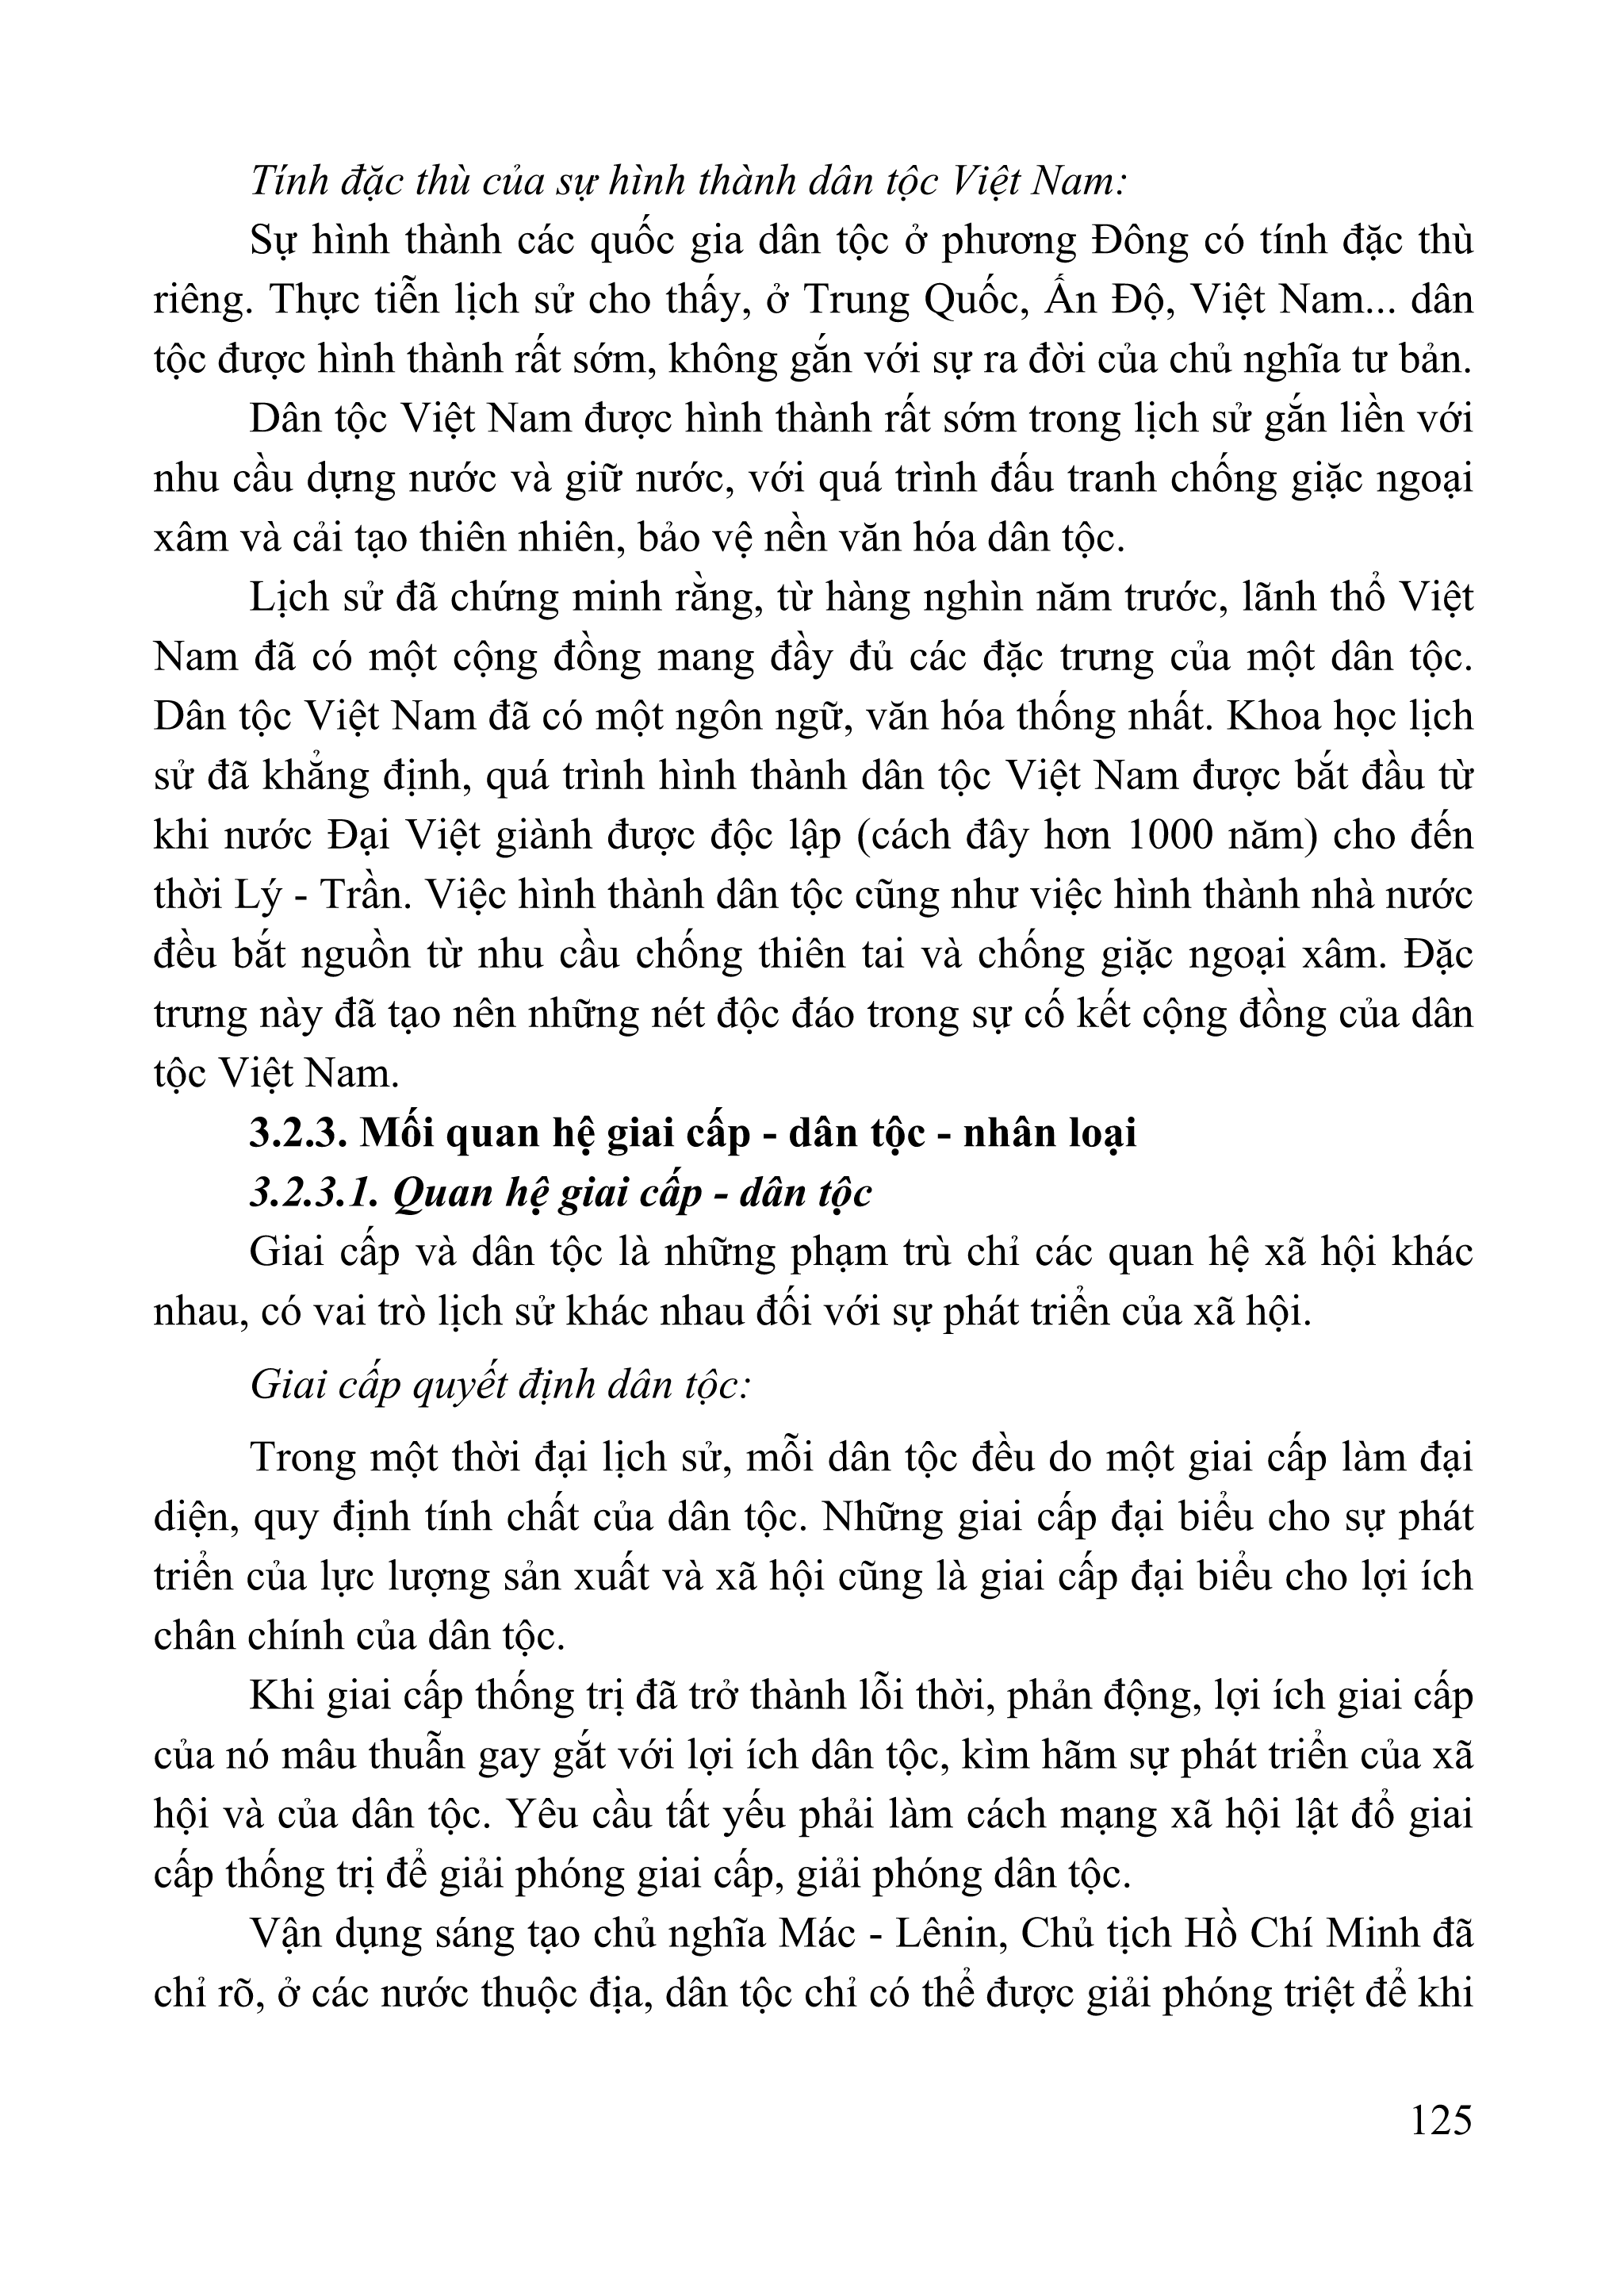 Tính đặc thù của sự hình thành dân tộc Việt Nam:
Sự hình thành các quốc gia dân tộc ở phương Đông có tính đặc thù
riêng. Thực tiễn lịch sử cho thấy, ở Trung Quốc, Ấn Độ, Việt Nam... dân
tộc được hình thành rất sớm, không gắn với sự ra đời của chủ nghĩa tư bản.
Dân tộc Việt Nam được hình thành rất sớm trong lịch sử gắn liền với
nhu cầu dựng nước và giữ nước, với quá trình đấu tranh chống giặc ngoại
xâm và cải tạo thiên nhiên, bảo vệ nền văn hóa dân tộc.
Lịch sử đã chứng minh rằng, từ hàng nghìn năm trước, lãnh thổ Việt
Nam đã có một cộng đồng mang đầy đủ các đặc trưng của một dân tộc.
Dân tộc Việt Nam đã có một ngôn ngữ, văn hóa thống nhất. Khoa học lịch
sử đã khẳng định, quá trình hình thành dân tộc Việt Nam được bắt đầu từ
khi nước Đại Việt giành được độc lập (cách đây hơn 1000 năm) cho đến
thời Lý - Trần. Việc hình thành dân tộc cũng như việc hình thành nhà nước
đều bắt nguồn từ nhu cầu chống thiên tai và chống giặc ngoại xâm. Đặc
trưng này đã tạo nên những nét độc đáo trong sự cố kết cộng đồng của dân
tộc Việt Nam.
3.2.3. Mối quan hệ giai cấp - dân tộc - nhân loại
3.2.3.1. Quan hệ giai cấp - dân tộc
Giai cấp và dân tộc là những phạm trù chỉ các quan hệ xã hội khác
nhau, có vai trò lịch sử khác nhau đối với sự phát triển của xã hội.
Giai cấp quyết định dân tộc:
Trong một thời đại lịch sử, mỗi dân tộc đều do một giai cấp làm đại
diện, quy định tính chất của dân tộc. Những giai cấp đại biểu cho sự phát
triển của lực lượng sản xuất và xã hội cũng là giai cấp đại biểu cho lợi ích
chân chính của dân tộc.
Khi giai cấp thống trị đã trở thành lỗi thời, phản động, lợi ích giai cấp
của nó mâu thuẫn gay gắt với lợi ích dân tộc, kìm hãm sự phát triển của xã
hội và của dân tộc. Yêu cầu tất yếu phải làm cách mạng xã hội lật đổ giai
cấp thống trị để giải phóng giai cấp, giải phóng dân tộc.
Vận dụng sáng tạo chủ nghĩa Mác - Lênin, Chủ tịch Hồ Chí Minh đã
chỉ rõ, ở các nước thuộc địa, dân tộc chỉ có thể được giải phóng triệt để khi
125